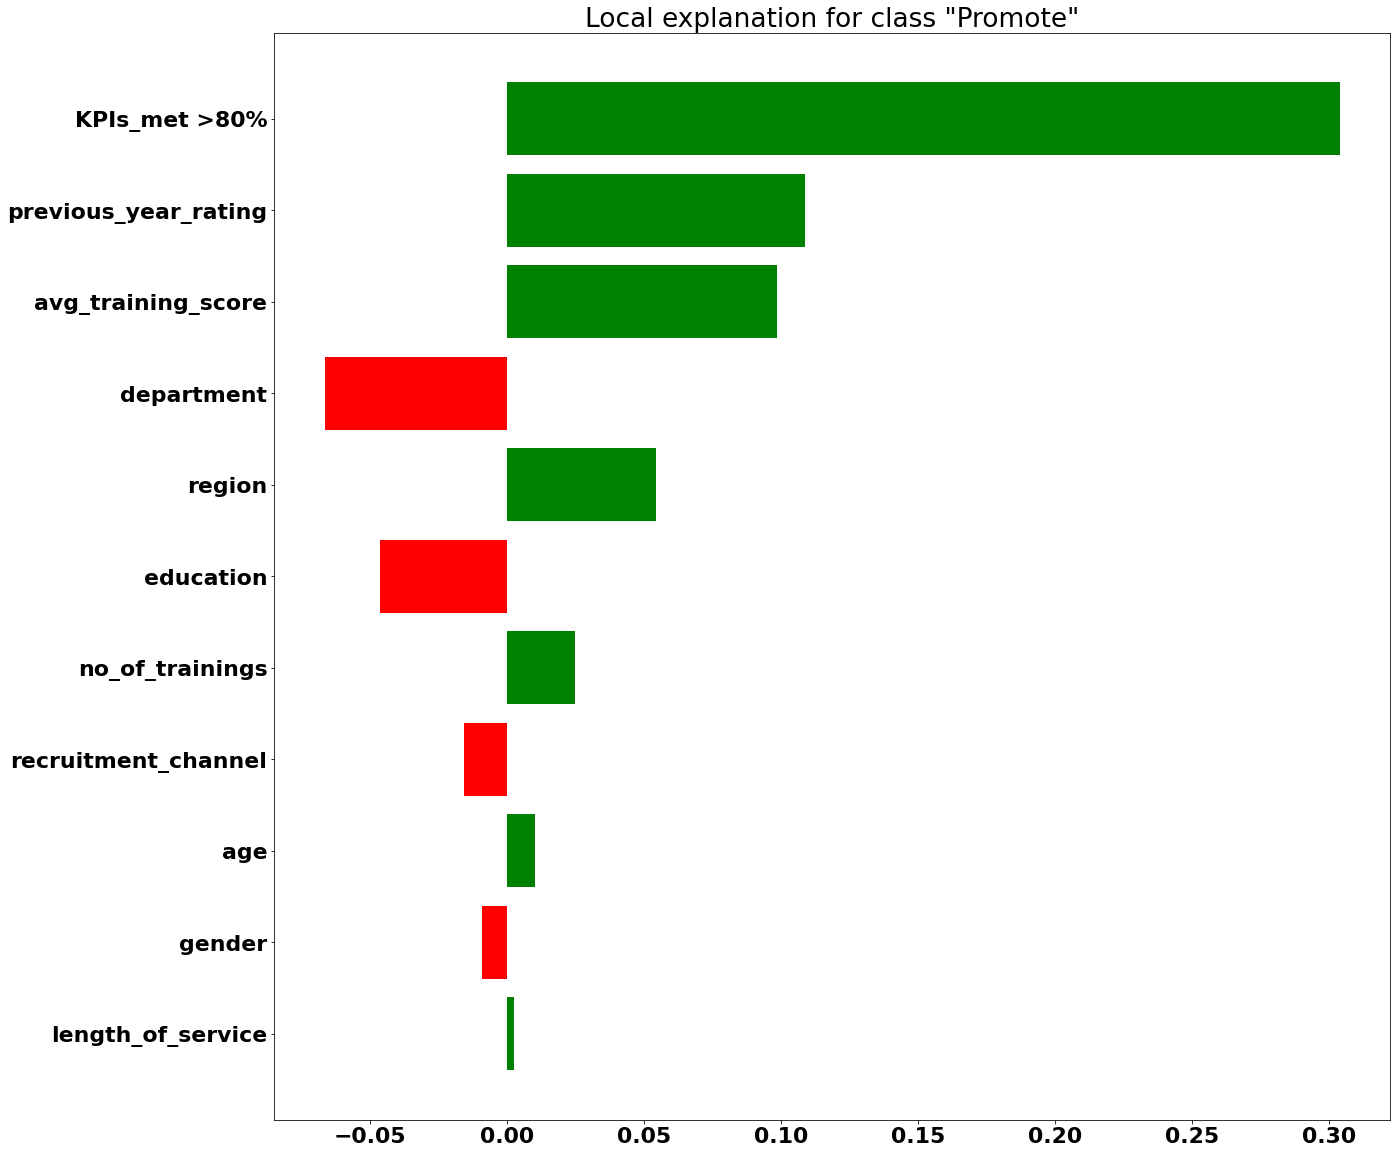 Local explanation for class "Promote"
KPIs_met >80%
previous_year_rating
avg_training_score
department
region
education
no_of_trainings
recruitment_channel
age
gender
length_of_service
−0.05 0.00 0.05 0.10 0.15 0.20 0.25 0.30